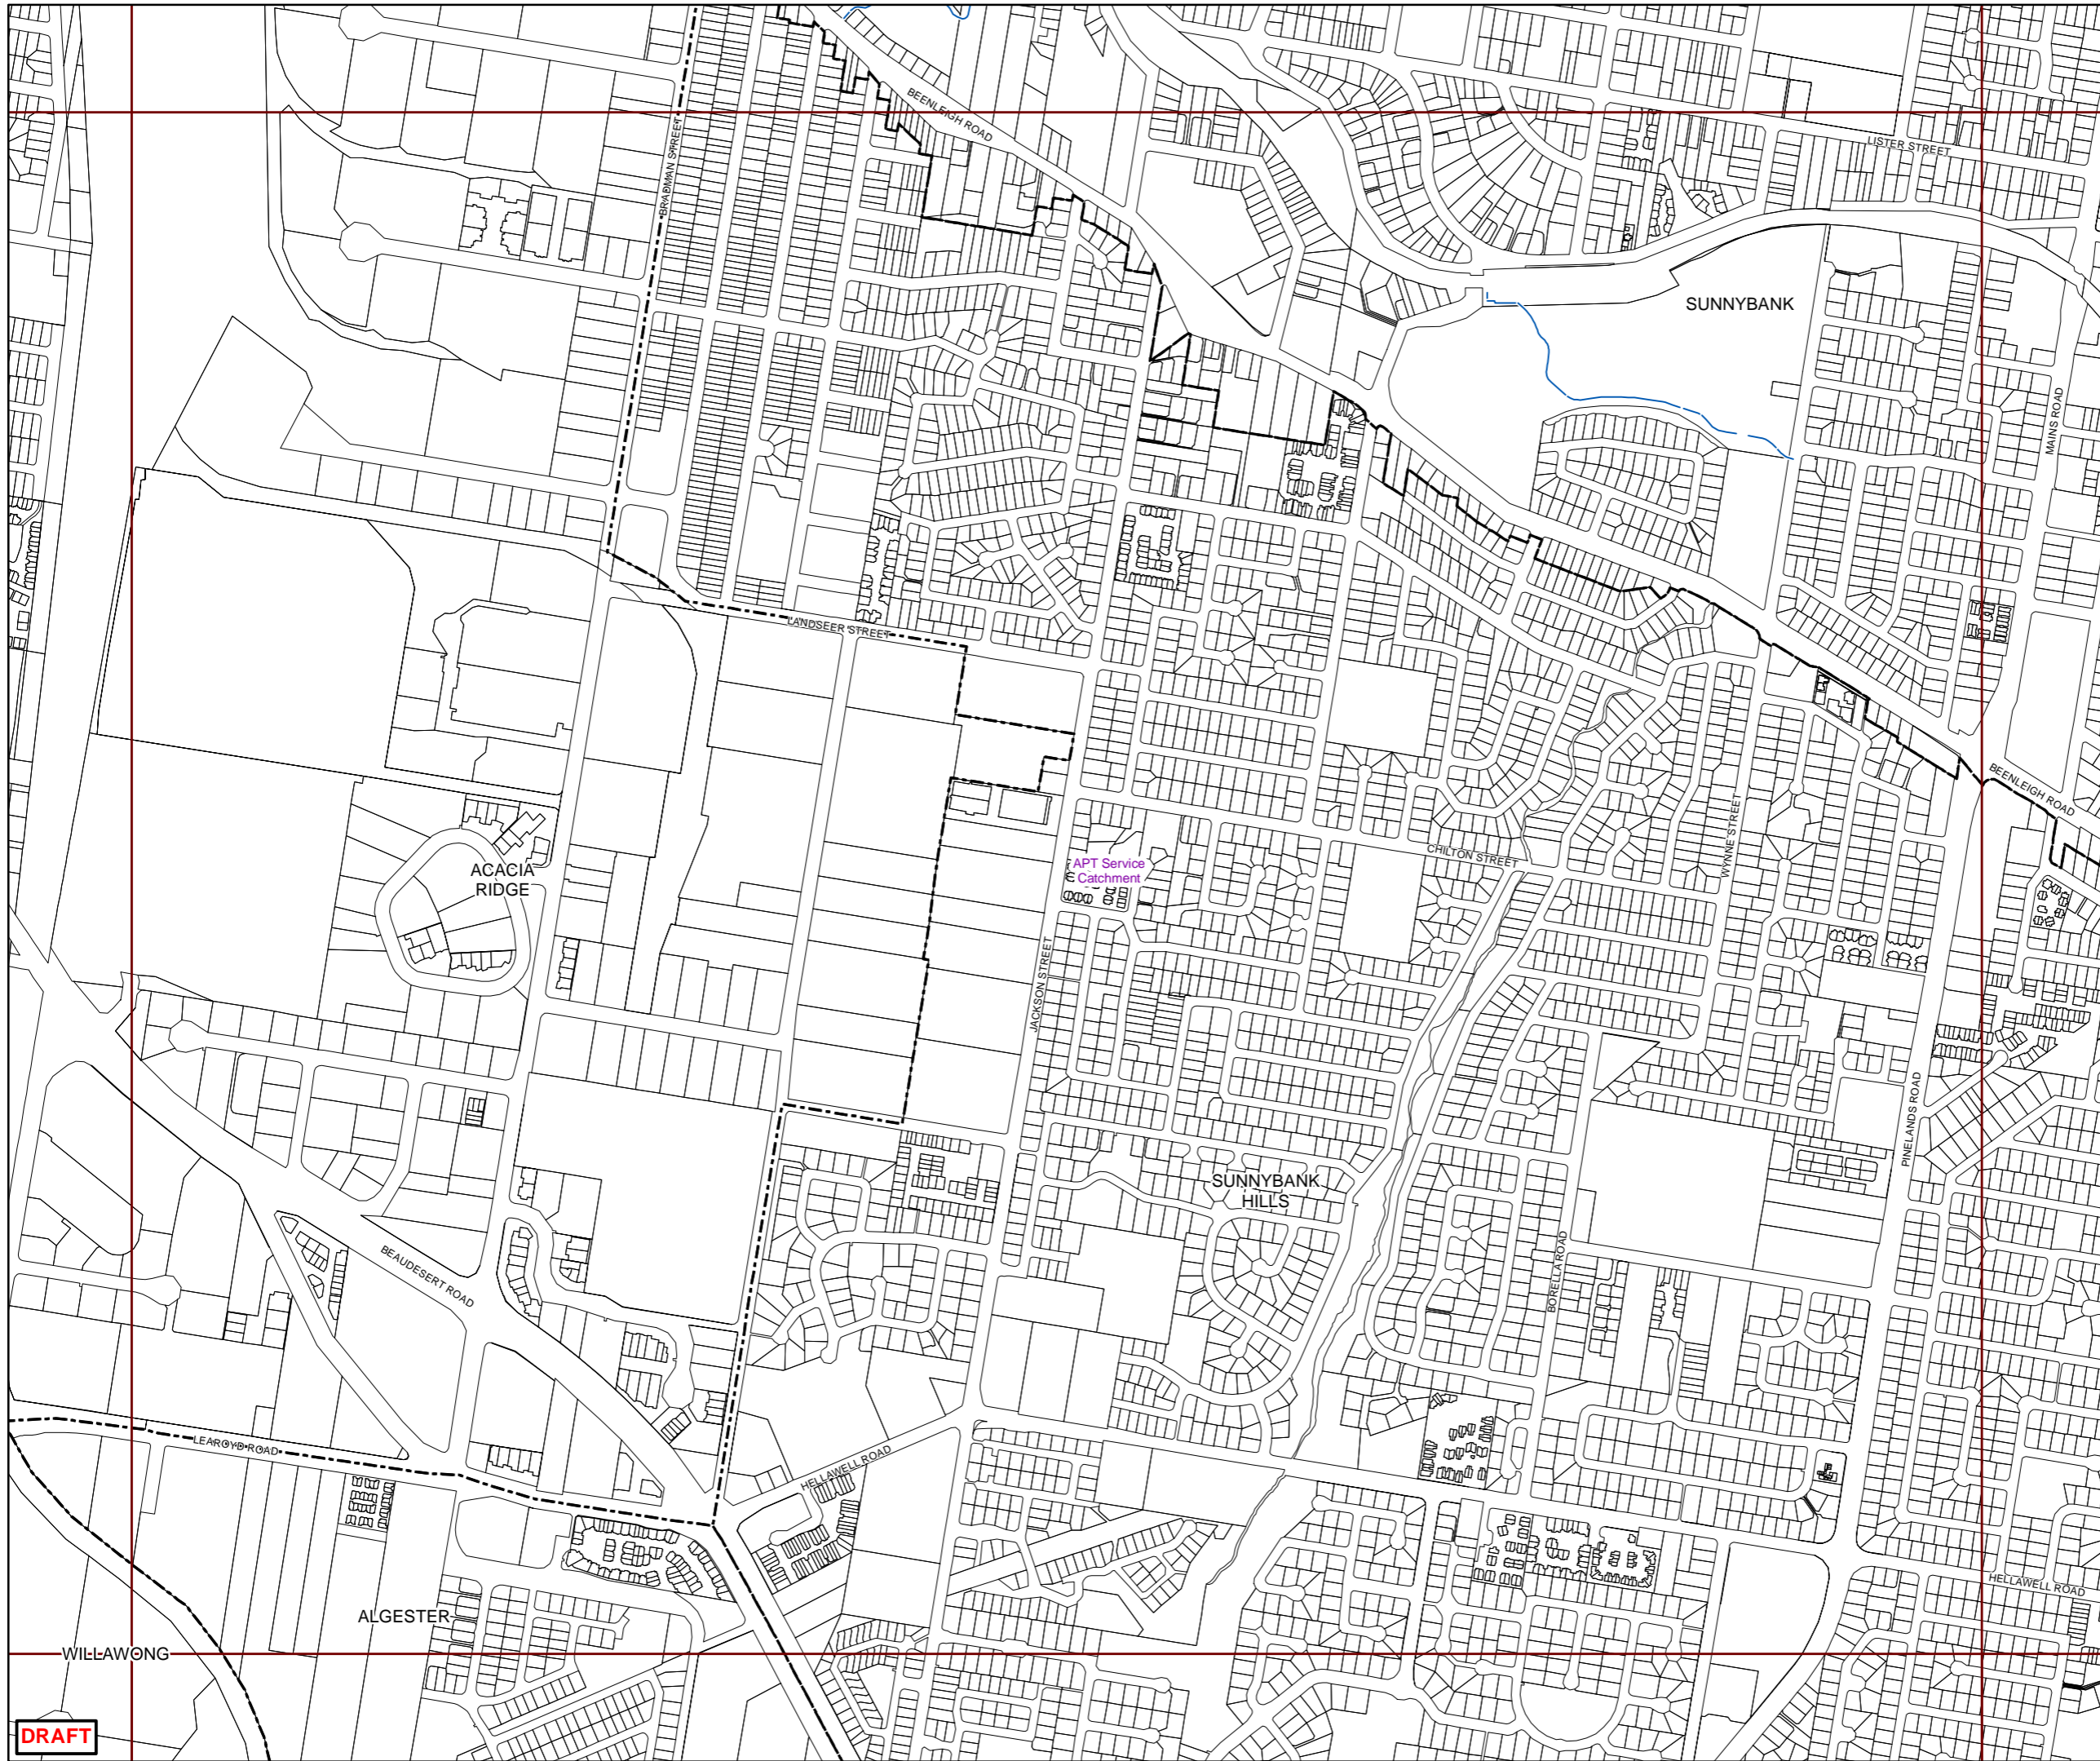 BEENLEIGH ROAD
LISTER STREET
BRADMAN STREET
SUNNYBANK
MAINS ROAD
LANDSEER STREET
BEENLEIGH ROAD
WYNNE STREET
CHILTON STREET
APT Service
Catchment
ACACIA
RIDGE
JACKSON STREET
PINELANDS ROAD
SUNNYBANK
HILLS
BORELLA ROAD
BEAUDESERT ROAD
LEAROYD ROAD
HELLAWELL ROAD
HELLAWELL ROAD
ALGESTER
WILLAWONG
DRAFT